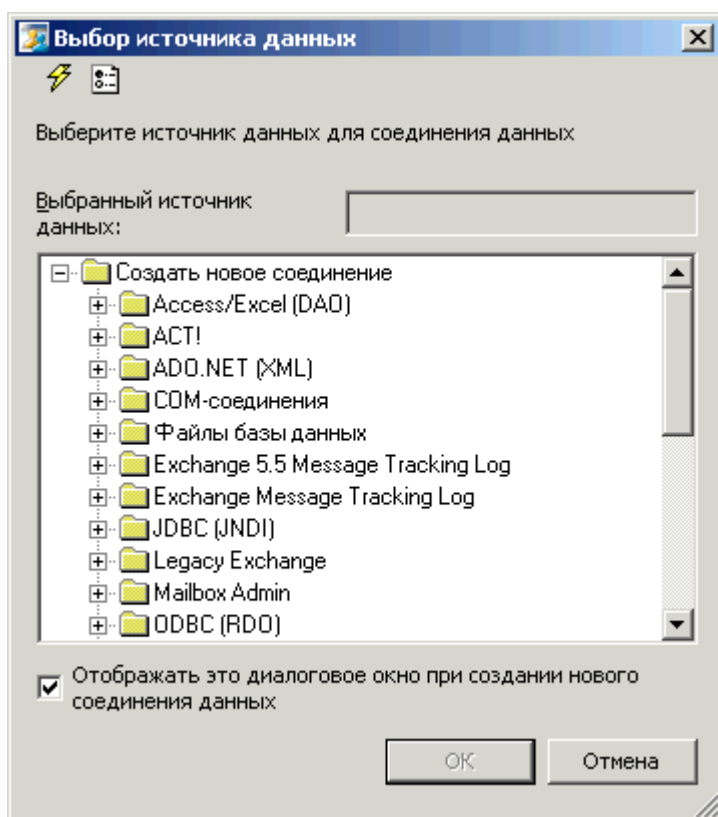 Выбор источника данных
Выберите источник данных для соединения данных
Выбранный источник
данных:
Создать новое соединение
Access/Excel (DAO)
ACT!
ADO.NET (XML)
COM-соединения
Файлы базы данных
Exchange 5.5 Message Tracking Log
Exchange Message Tracking Log
JDBC (JNDI)
Legacy Exchange
Mailbox Admin
ODBC (RDO)
Отображать это диалоговое окно при создании нового
соединения данных
OK
Отмена